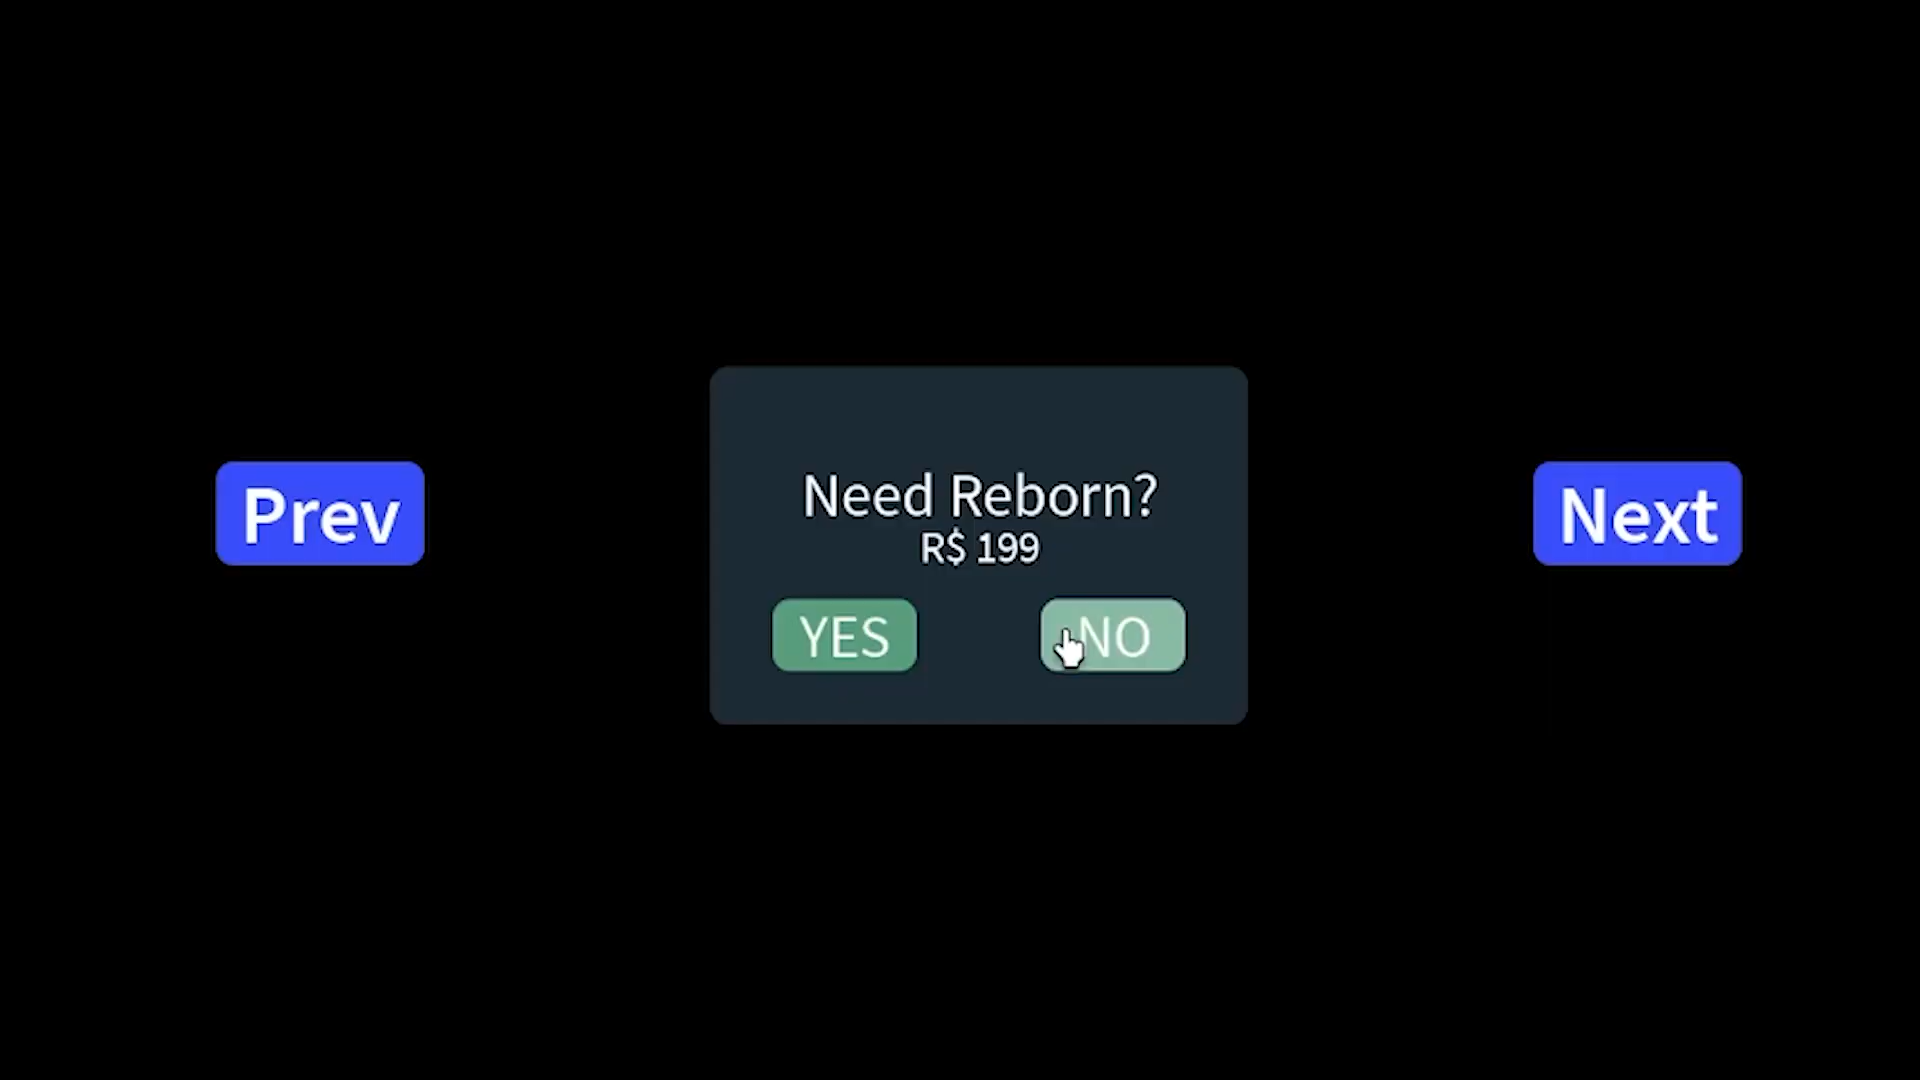 Prev
Need Reborn?
R$ 199
YES
NO
Next